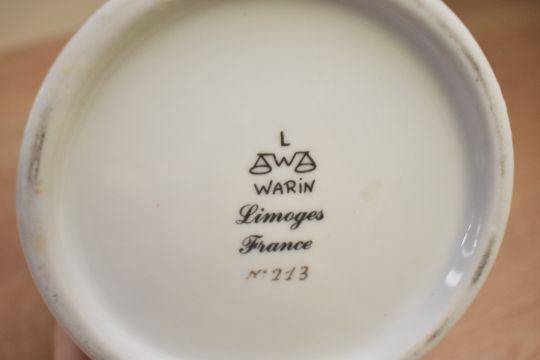 L
W
WARIN
Limoges
France
N° 213